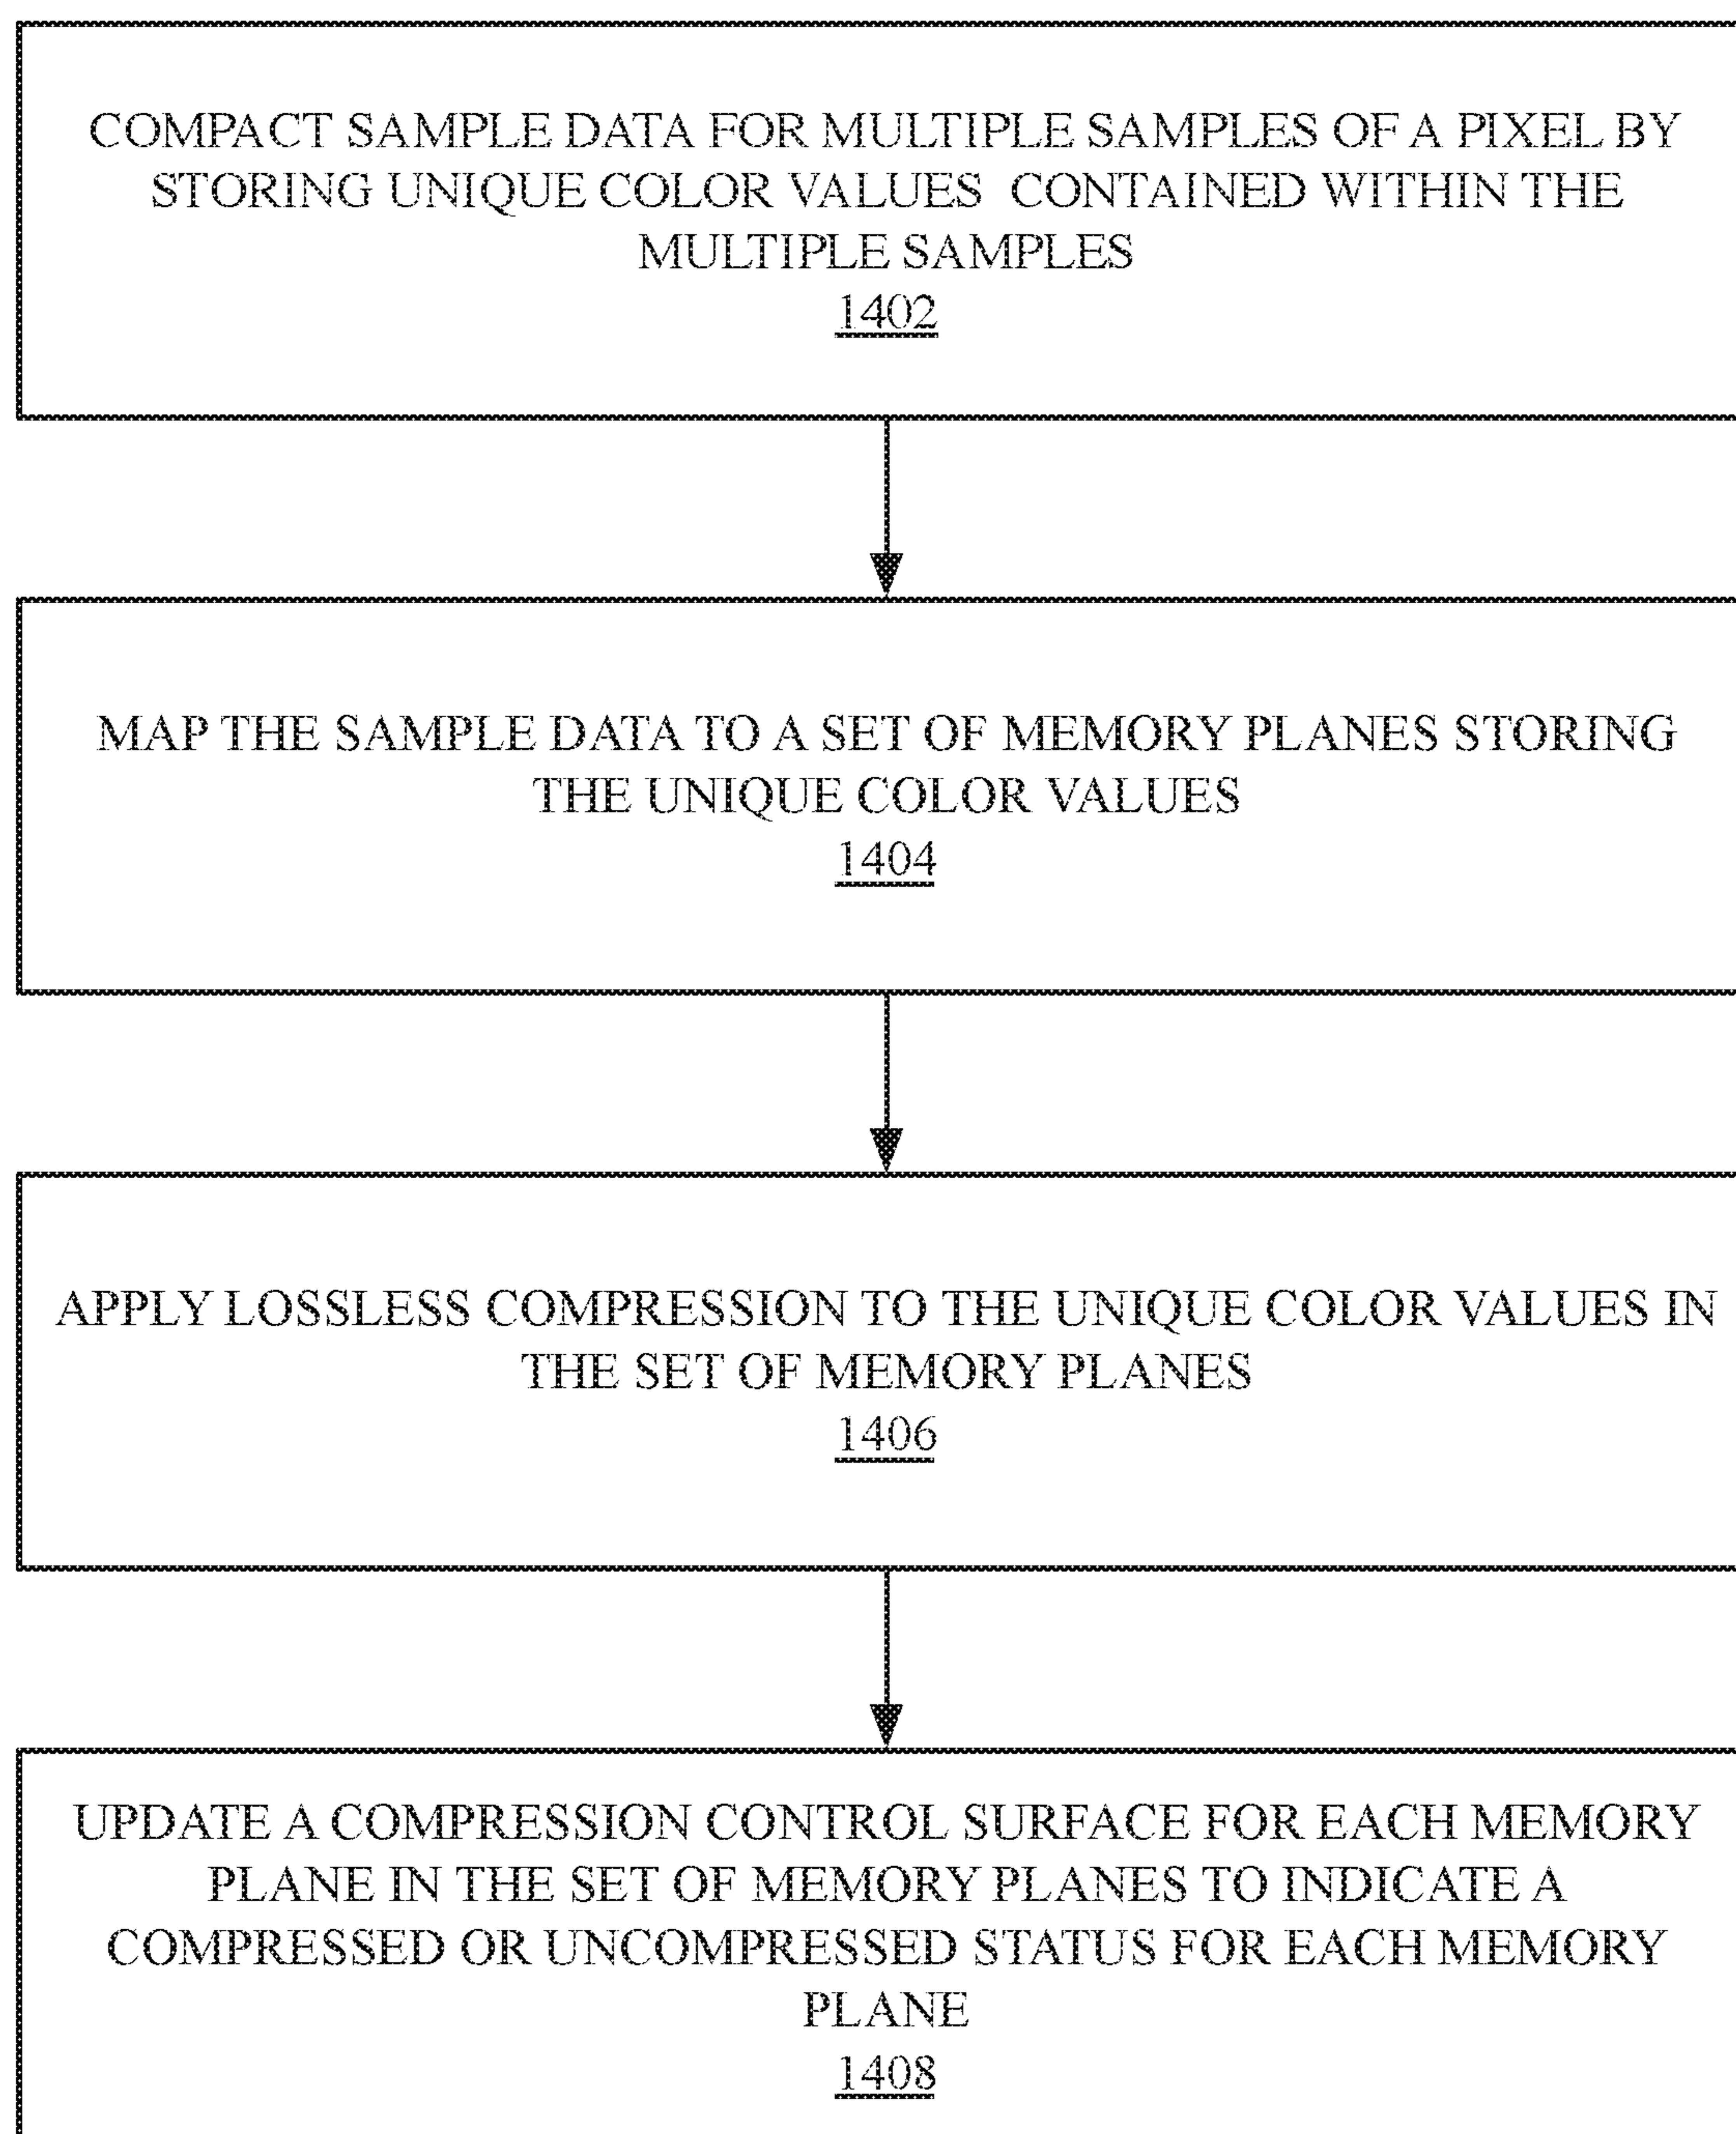 COMPACT SAMPLE DATA FOR MULTIPLE SAMPLES OF A PIXEL BY
STORING UNIQUE COLOR VALUES CONTAINED WITHIN THE
MULTIPLE SAMPLES
1402
MAP THE SAMPLE DATA TO A SET OF MEMORY PLANES STORING
THE UNIQUE COLOR VALUES
1404
APPLY LOSSLESS COMPRESSION TO THE UNIQUE COLOR VALUES IN
THE SET OF MEMORY PLANES
1406
UPDATE A COMPRESSION CONTROL SURFACE FOR EACH MEMORY
PLANE IN THE SET OF MEMORY PLANES TO INDICATE A
COMPRESSED OR UNCOMPRESSED STATUS FOR EACH MEMORY
PLANE
1408